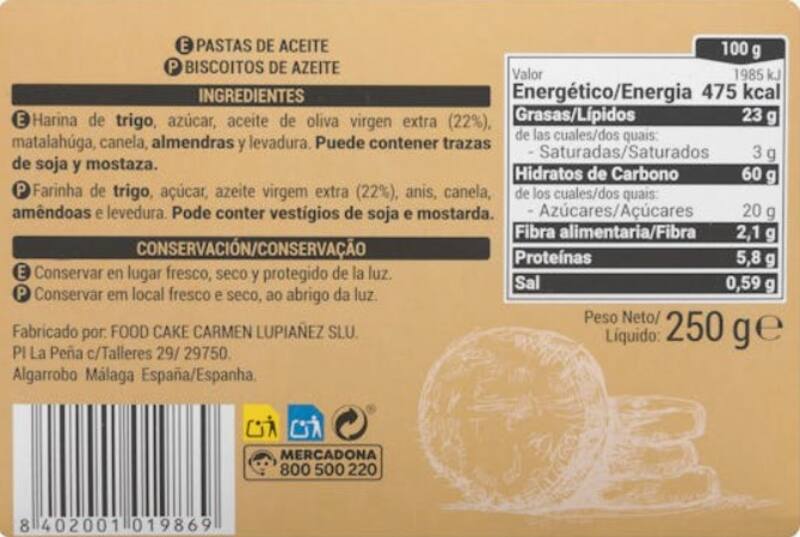 E PASTAS DE ACEITE
P BISCOITOS DE AZEITE
INGREDIENTES
E Harina de trigo, azúcar, aceite de oliva virgen extra (22%),
matalahúga, canela, almendras y levadura. Puede contener trazas
de soja y mostaza.
P Farinha de trigo, açúcar, azeite virgem extra (22%), anis, canela,
amêndoas e levedura. Pode conter vestígios de soja e mostarda.
CONSERVACIÓN/CONSERVAÇÃO
E Conservar en lugar fresco, seco y protegido de la luz.
P Conservar em local fresco e seco, ao abrigo da luz.
Fabricado por: FOOD CAKE CARMEN LUPIAÑEZ SLU.
PI La Peña c/Talleres 29/ 29750.
Algarrobo Málaga España/Espanha.
8 402001 019869
MERCADONA
800 500 220
100 g
Valor 1985 kJ
Energético/Energia 475 kcal
Grasas/Lípidos 23 g
de las cuales/dos quais:
- Saturadas/Saturados 3 g
Hidratos de Carbono 60 g
de los cuales/dos quais:
- Azúcares/Açúcares 20 g
Fibra alimentaria/Fibra 2,1 g
Proteínas 5,8 g
Sal 0,59 g
Peso Neto/
Líquido: 250 g e